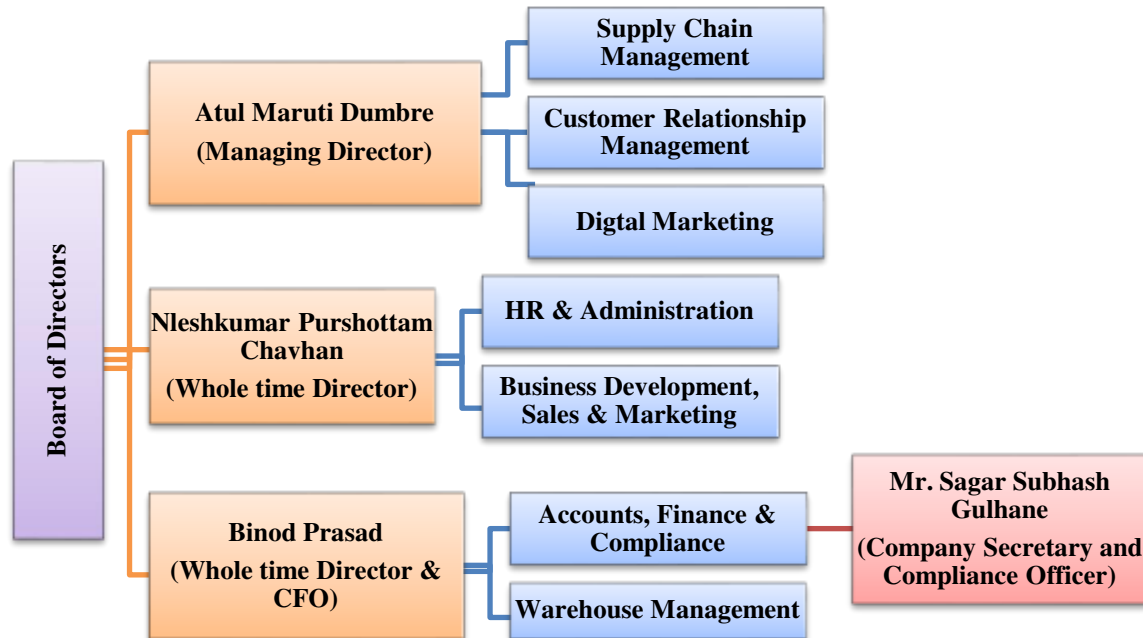 Board of Directors
Atul Maruti Dumbre
(Managing Director)
Supply Chain
Management
Customer Relationship
Management
Digtal Marketing
Nleshkumar Purshottam
Chavhan
(Whole time Director)
HR & Administration
Business Development,
Sales & Marketing
Binod Prasad
(Whole time Director &
CFO)
Accounts, Finance &
Compliance
Mr. Sagar Subhash
Gulhane
(Company Secretary and
Compliance Officer)
Warehouse Management